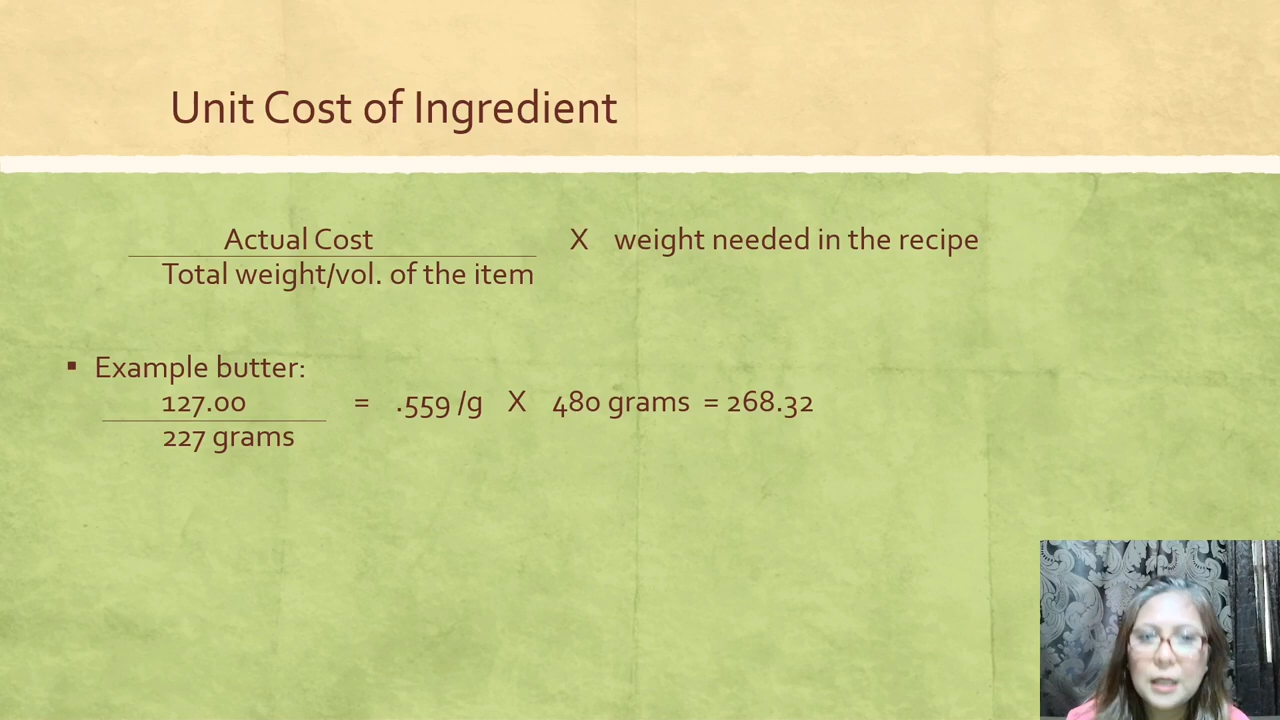 Unit Cost of Ingredient
Actual Cost X weight needed in the recipe
Total weight/vol. of the item
▪ Example butter:
127.00 = .559 /g X 480 grams = 268.32
227 grams